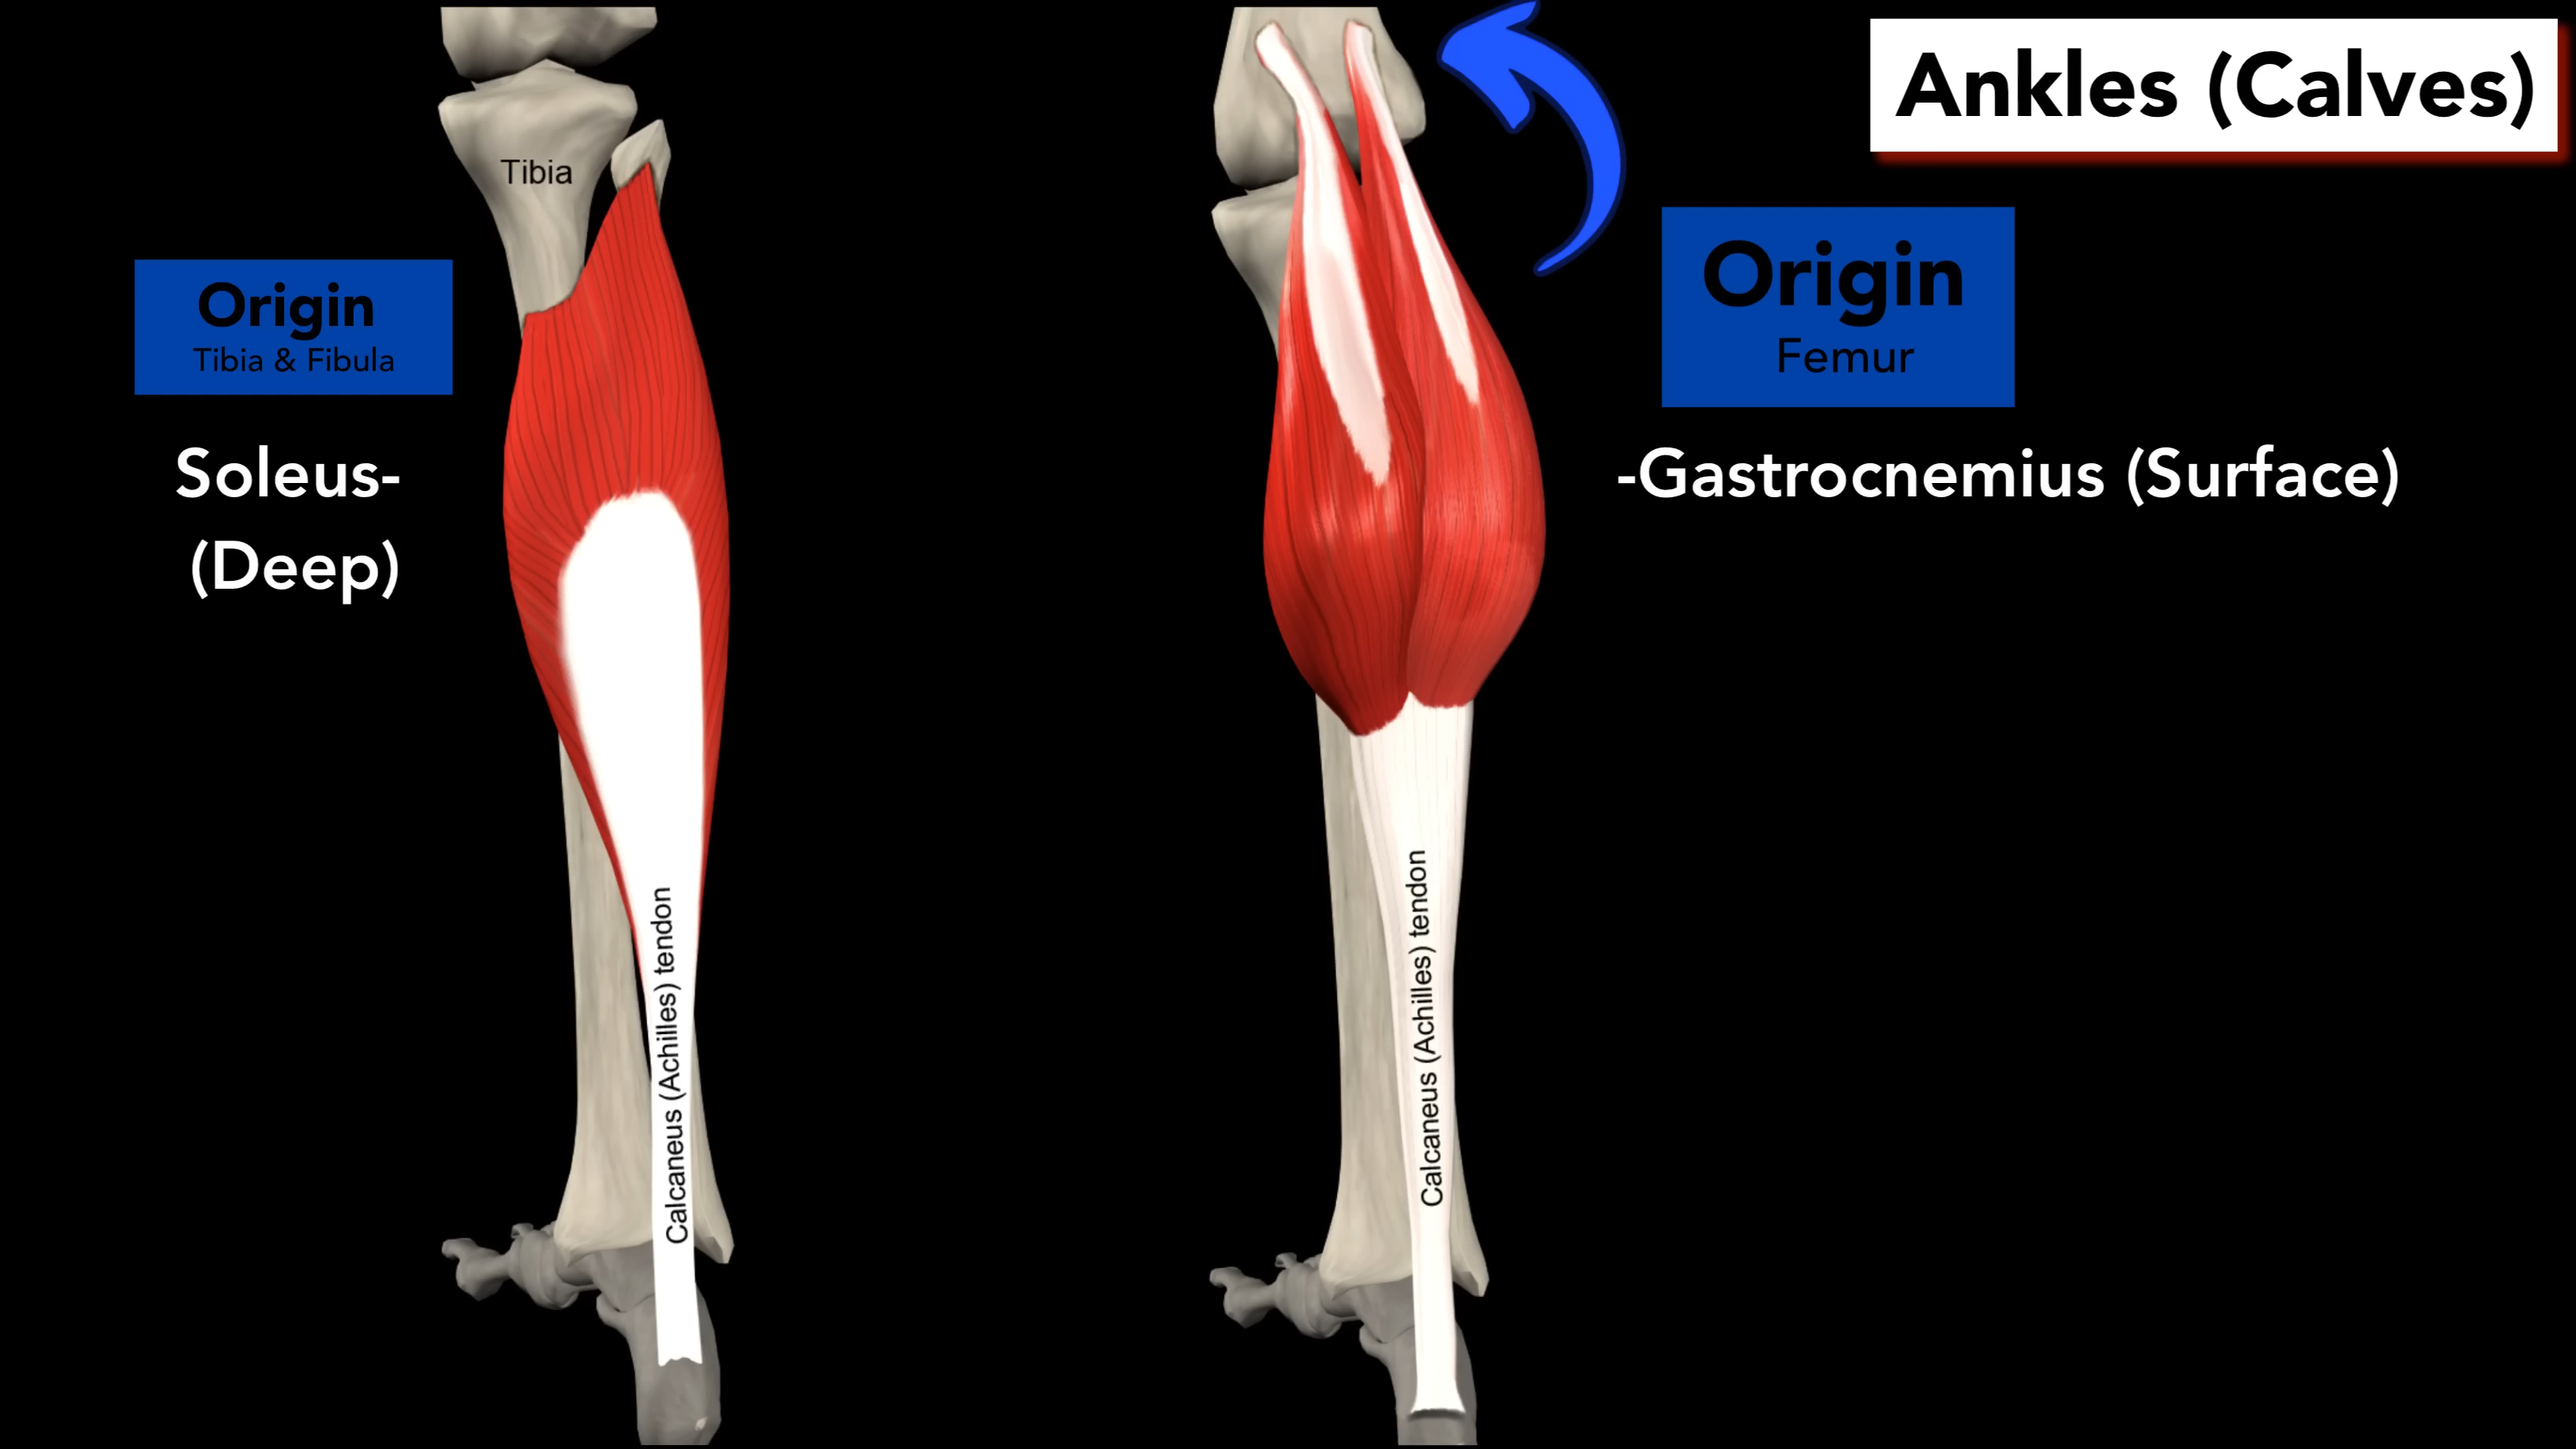 Ankles (Calves)
Tibia
Origin
Tibia & Fibula
Soleus-
(Deep)
Calcaneus (Achilles) tendon
Origin
Femur
-Gastrocnemius (Surface)
Calcaneus (Achilles) tendon